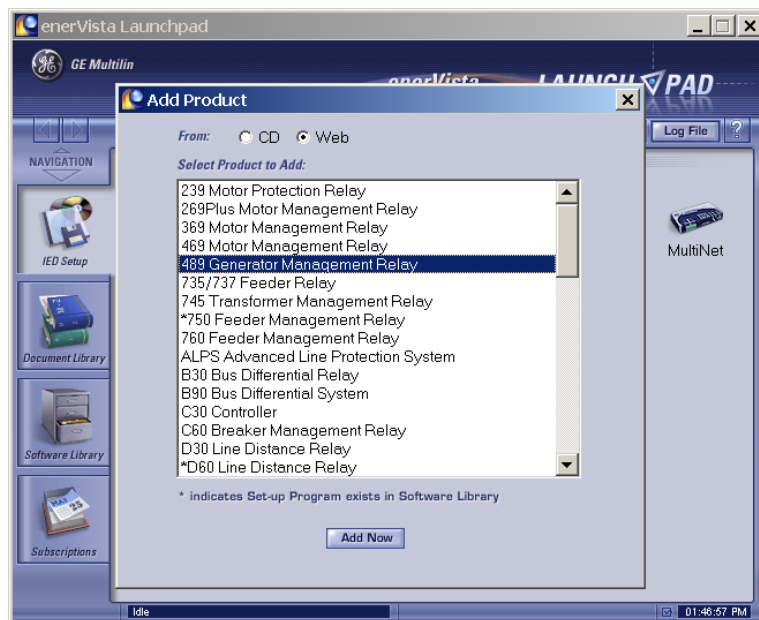 enerVista Launchpad
GE Multilin
enerVista LAUNCHPAD
Add Product
From: CD Web
Log File ?
NAVIGATION
Select Product to Add:
239 Motor Protection Relay
269Plus Motor Management Relay
369 Motor Management Relay
469 Motor Management Relay
489 Generator Management Relay
735/737 Feeder Relay
745 Transformer Management Relay
*750 Feeder Management Relay
760 Feeder Management Relay
ALPS Advanced Line Protection System
B30 Bus Differential Relay
B90 Bus Differential System
C30 Controller
C60 Breaker Management Relay
D30 Line Distance Relay
*D60 Line Distance Relay
* indicates Set-up Program exists in Software Library
Add Now
IED Setup
Document Library
Software Library
MAY
25
Subscriptions
MultiNet
Idle
01:46:57 PM